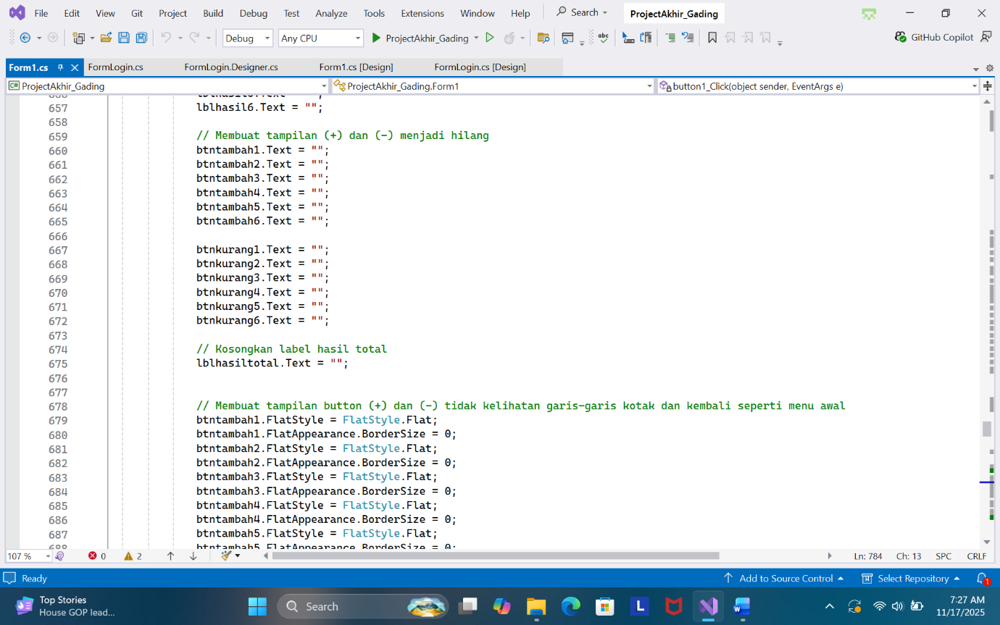 File Edit View Git Project Build Debug Test Analyze Tools Extensions Window Help Search ProjectAkhir_Gading
Debug Any CPU ProjectAkhir_Gading abc GitHub Copilot
Form1.cs FormLogin.cs FormLogin.Designer.cs Form1.cs [Design] FormLogin.cs [Design]
C# ProjectAkhir_Gading ProjectAkhir_Gading.Form1 button1_Click(object sender, EventArgs e)
657 lblhasil6.Text = "";
658
659 // Membuat tampilan (+) dan (-) menjadi hilang
660 btntambah1.Text = "";
661 btntambah2.Text = "";
662 btntambah3.Text = "";
663 btntambah4.Text = "";
664 btntambah5.Text = "";
665 btntambah6.Text = "";
666
667 btnkurang1.Text = "";
668 btnkurang2.Text = "";
669 btnkurang3.Text = "";
670 btnkurang4.Text = "";
671 btnkurang5.Text = "";
672 btnkurang6.Text = "";
673
674 // Kosongkan label hasil total
675 lblhasiltotal.Text = "";
676
677
678 // Membuat tampilan button (+) dan (-) tidak kelihatan garis-garis kotak dan kembali seperti menu awal
679 btntambah1.FlatStyle = FlatStyle.Flat;
680 btntambah1.FlatAppearance.BorderSize = 0;
681 btntambah2.FlatStyle = FlatStyle.Flat;
682 btntambah2.FlatAppearance.BorderSize = 0;
683 btntambah3.FlatStyle = FlatStyle.Flat;
684 btntambah3.FlatAppearance.BorderSize = 0;
685 btntambah4.FlatStyle = FlatStyle.Flat;
686 btntambah4.FlatAppearance.BorderSize = 0;
687 btntambah5.FlatStyle = FlatStyle.Flat;
688 btntambah5.FlatAppearance.BorderSize = 0;
107 % 0 2 Ln: 784 Ch: 13 SPC CRLF
Ready Add to Source Control Select Repository 1
Top Stories
House GOP lead...
Search
L
W
7:27 AM
11/17/2025